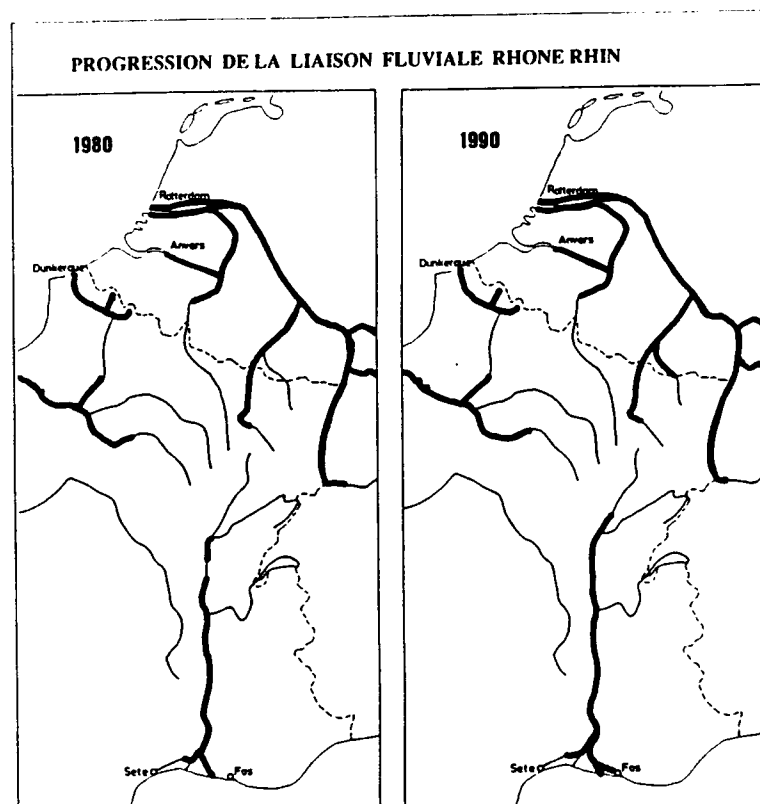 PROGRESSION DE LA LIAISON FLUVIALE RHONE RHIN
1980
Rotterdam
Anvers
Dunkerque
Sete
Fos
1990
Rotterdam
Anvers
Dunkerque
Sete
Fos